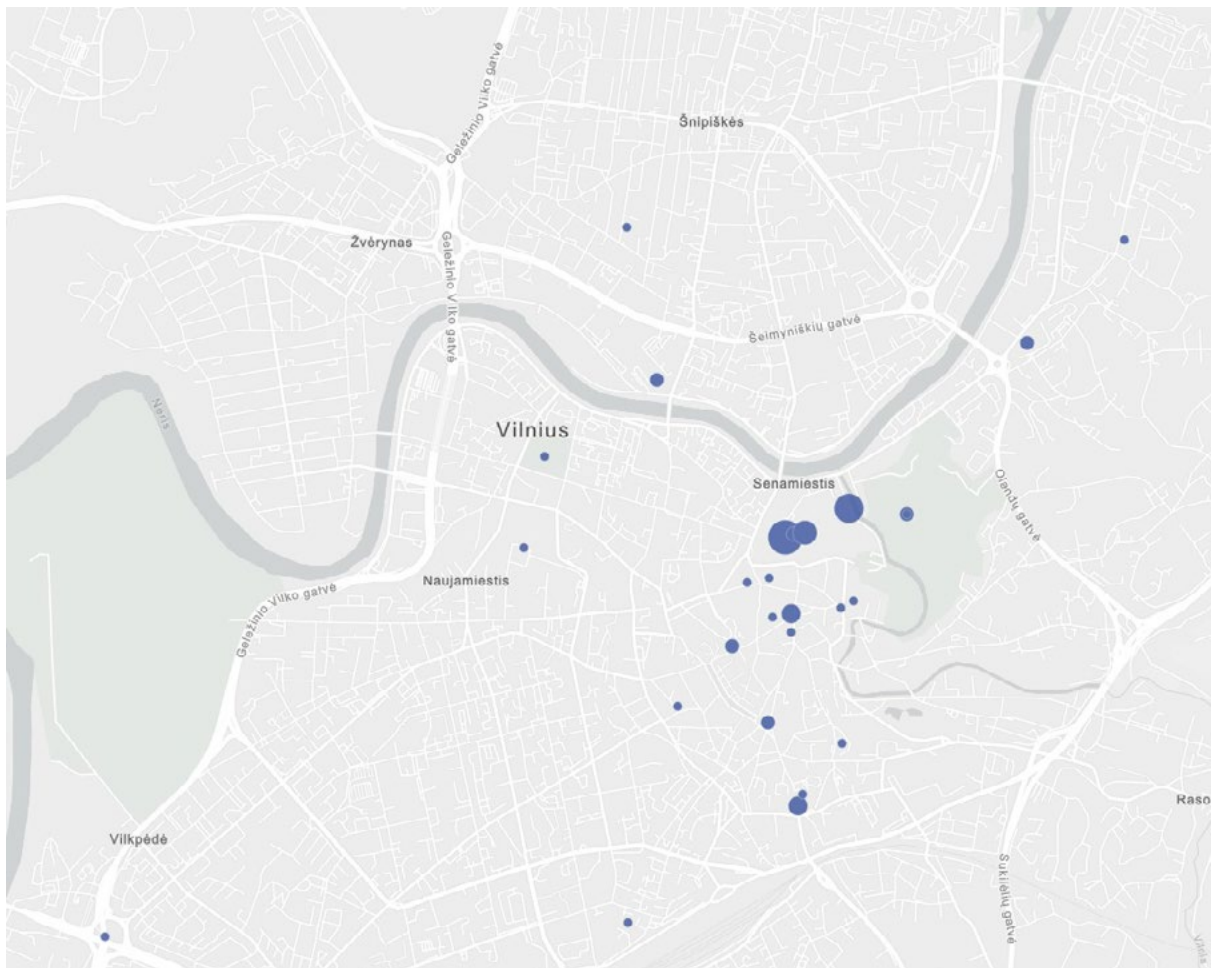 Geležinio Vilko gatvė
Šnipiškės
Žvėrynas
Geležinio Vilko gatvė
Šeimyniškių gatvė
Neris
Vilnius
Senamiestis
Olandų gatvė
Naujamiestis
Geležinio Vilko gatvė
Raso
Vilkpėdė
Sukilėlių gatvė